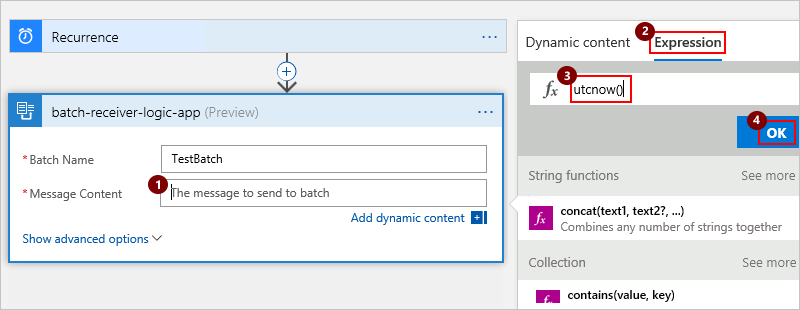 Recurrence
...
batch-receiver-logic-app (Preview)
...
* Batch Name
TestBatch
* Message Content
1
The message to send to batch
Add dynamic content
Show advanced options
2
Dynamic content
Expression
3
fx
utcnow()
4
OK
String functions
See more
fx
concat(text1, text2?, ...)
Combines any number of strings together
Collection
See more
fx
contains(value, key)